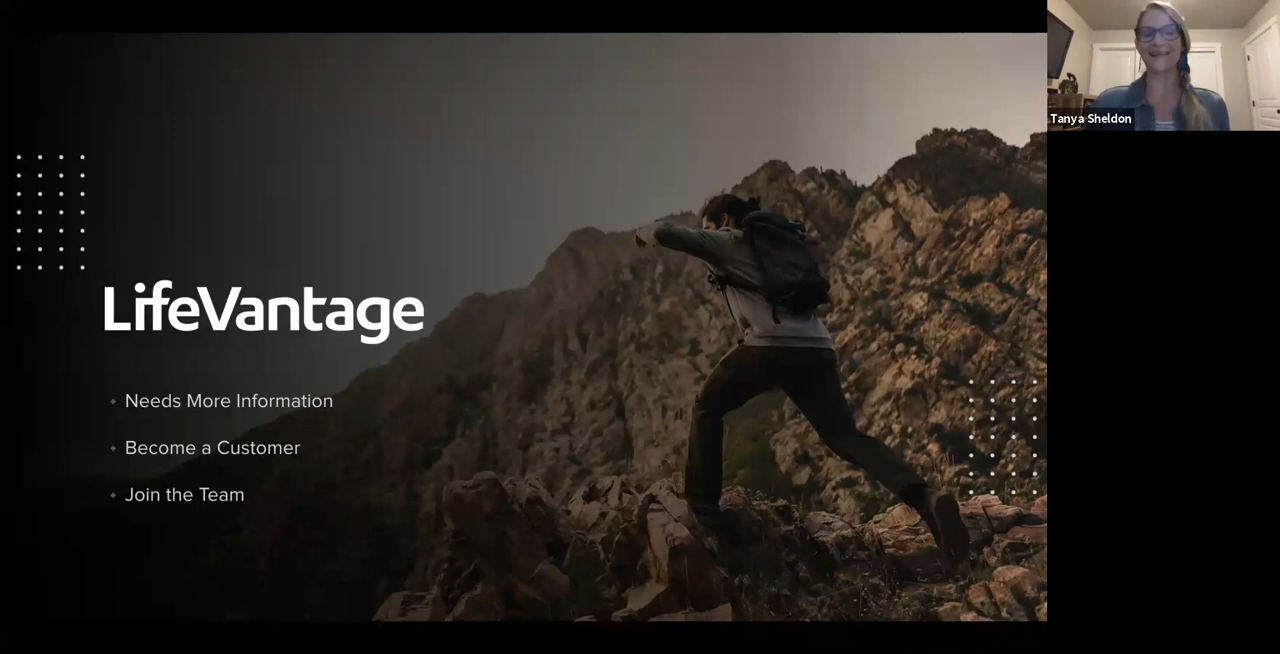 Tanya Sheldon
LifeVantage
Needs More Information
Become a Customer
Join the Team